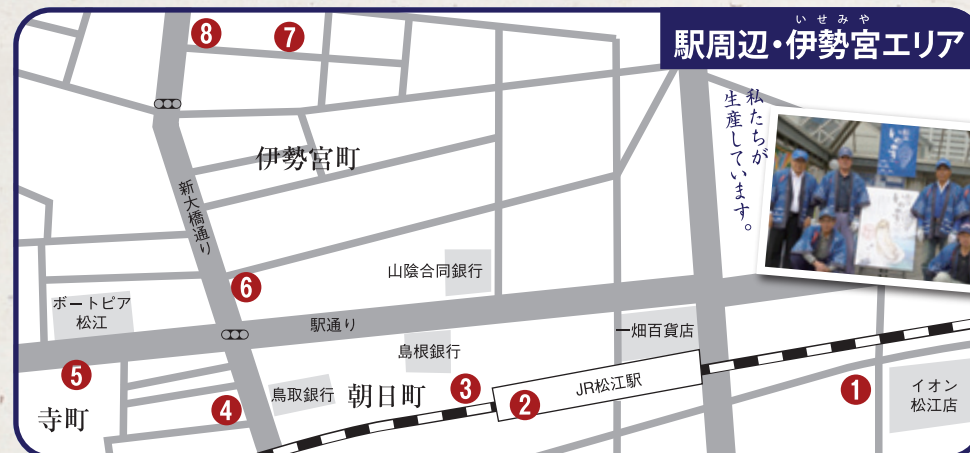 いせみや
駅周辺・伊勢宮エリア
8
7
私たちが
生産しています。
伊勢宮町
新大橋通り
山陰合同銀行
6
ボートピア
松江
駅通り
一畑百貨店
島根銀行
5
鳥取銀行
朝日町
3
JR松江駅
2
1
イオン
松江店
寺町
4